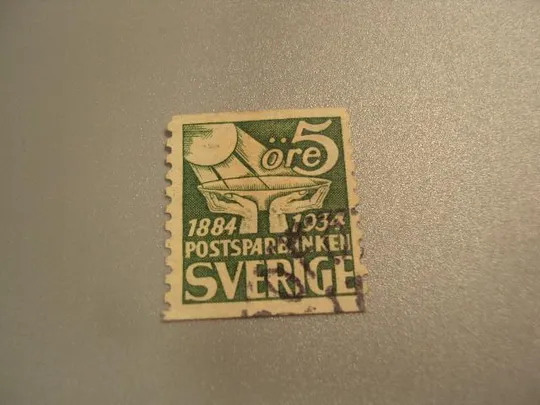 öre 5
1884 1934
POSTSPARBANKEN
SVERIGE